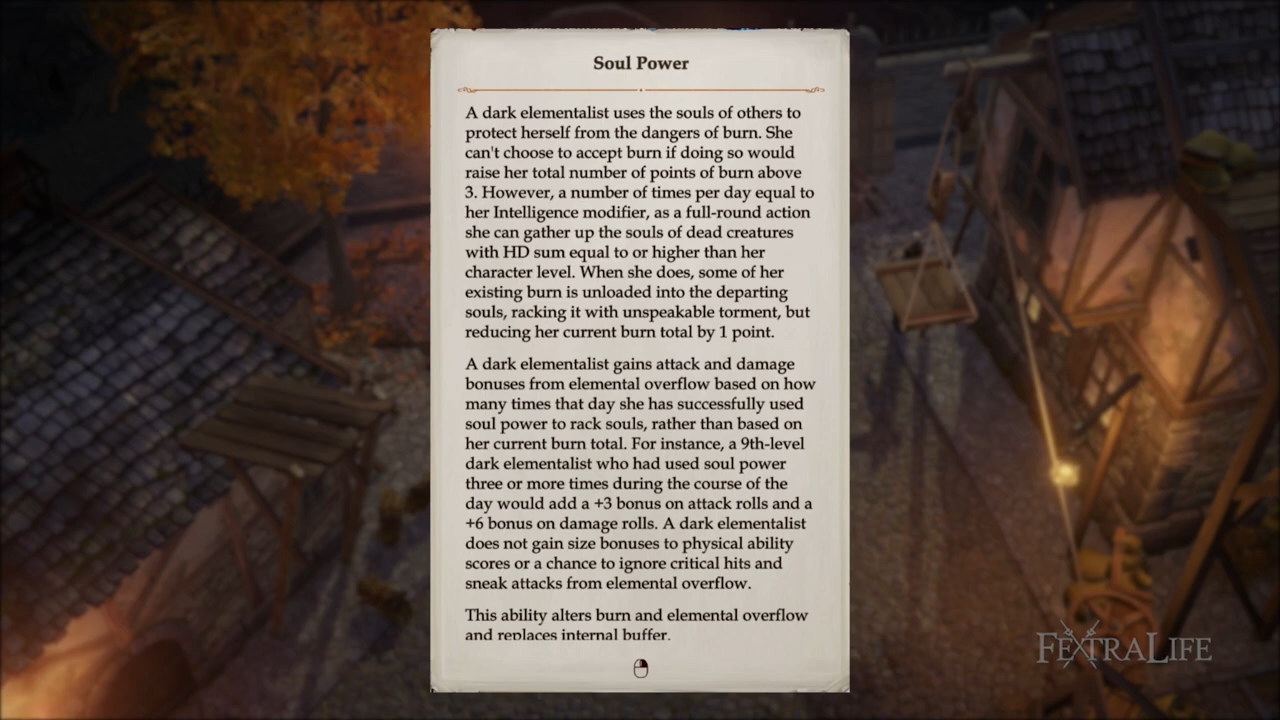 Soul Power
A dark elementalist uses the souls of others to
protect herself from the dangers of burn. She
can't choose to accept burn if doing so would
raise her total number of points of burn above
3. However, a number of times per day equal to
her Intelligence modifier, as a full-round action
she can gather up the souls of dead creatures
with HD sum equal to or higher than her
character level. When she does, some of her
existing burn is unloaded into the departing
souls, racking it with unspeakable torment, but
reducing her current burn total by 1 point.
A dark elementalist gains attack and damage
bonuses from elemental overflow based on how
many times that day she has successfully used
soul power to rack souls, rather than based on
her current burn total. For instance, a 9th-level
dark elementalist who had used soul power
three or more times during the course of the
day would add a +3 bonus on attack rolls and a
+6 bonus on damage rolls. A dark elementalist
does not gain size bonuses to physical ability
scores or a chance to ignore critical hits and
sneak attacks from elemental overflow.
This ability alters burn and elemental overflow
and replaces internal buffer.
FEXTRALIFE